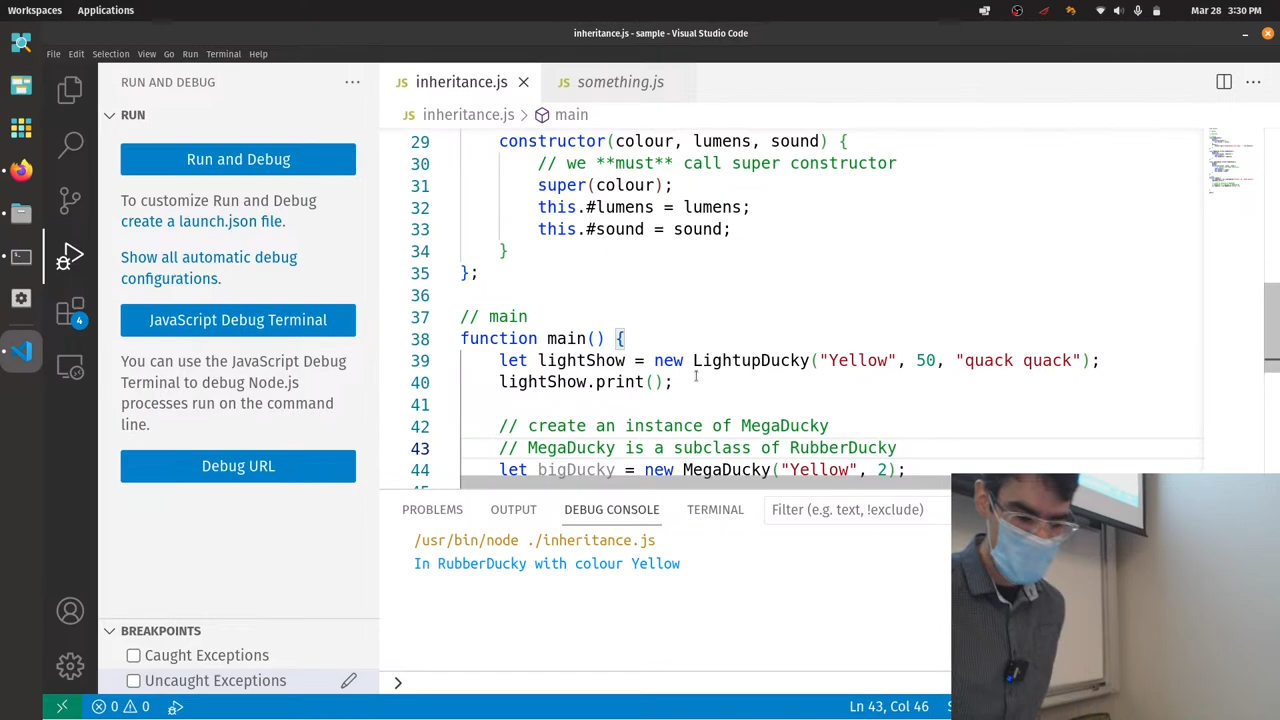 Workspaces Applications Mar 28 3:30 PM
inheritance.js - sample - Visual Studio Code
File Edit Selection View Go Run Terminal Help
RUN AND DEBUG
RUN
Run and Debug
To customize Run and Debug
create a launch.json file.
Show all automatic debug
configurations.
JavaScript Debug Terminal
You can use the JavaScript Debug
Terminal to debug Node.js
processes run on the command
line.
Debug URL
4
BREAKPOINTS
Caught Exceptions
Uncaught Exceptions
JS inheritance.js
JS something.js
JS inheritance.js > main
29 constructor(colour, lumens, sound) {
30 // we **must** call super constructor
31 super(colour);
32 this.#lumens = lumens;
33 this.#sound = sound;
34 }
35 };
36
37 // main
38 function main() {
39 let lightShow = new LightupDucky("Yellow", 50, "quack quack");
40 lightShow.print();
41
42 // create an instance of MegaDucky
43 // MegaDucky is a subclass of RubberDucky
44 let bigDucky = new MegaDucky("Yellow", 2);
PROBLEMS OUTPUT DEBUG CONSOLE TERMINAL Filter (e.g. text, !exclude)
/usr/bin/node ./inheritance.js
In RubberDucky with colour Yellow
>
0 0 Ln 43, Col 46